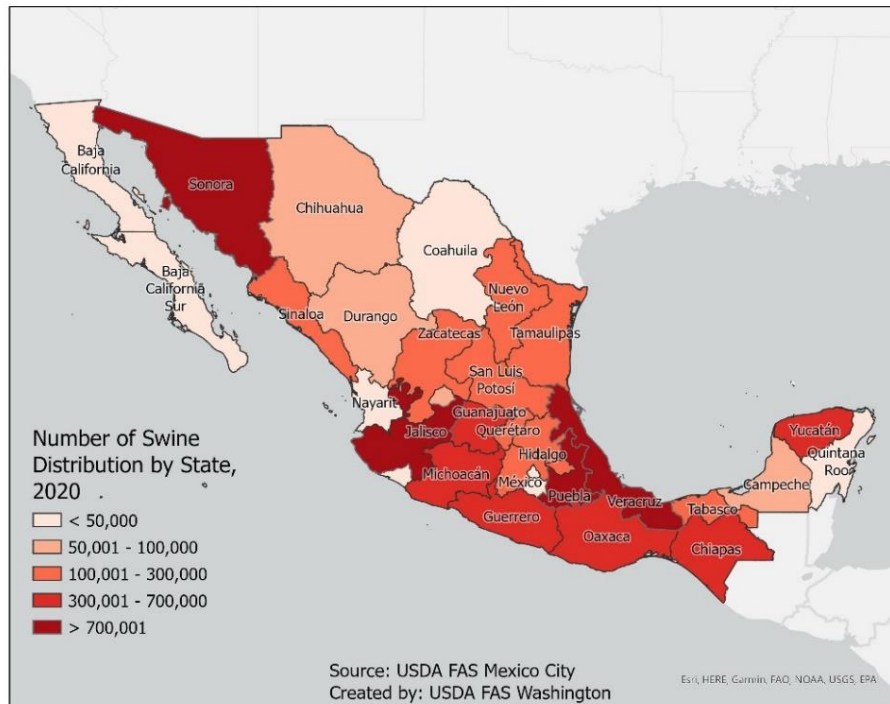 Baja
California
Sonora
Chihuahua
Coahuila
Baja
California
Sur
Sinaloa
Durango
Nuevo
León
Zacatecas
Tamaulipas
San Luis
Potosí
Nayarit
Guanajuato
Jalisco
Querétaro
Hidalgo
Michoacán
México
Puebla
Veracruz
Guerrero
Oaxaca
Tabasco
Chiapas
Campeche
Yucatán
Quintana
Roo
Number of Swine
Distribution by State,
2020
< 50,000
50,001 - 100,000
100,001 - 300,000
300,001 - 700,000
> 700,001
Source: USDA FAS Mexico City
Created by: USDA FAS Washington
Esri, HERE, Garmin, FAO, NOAA, USGS, EPA